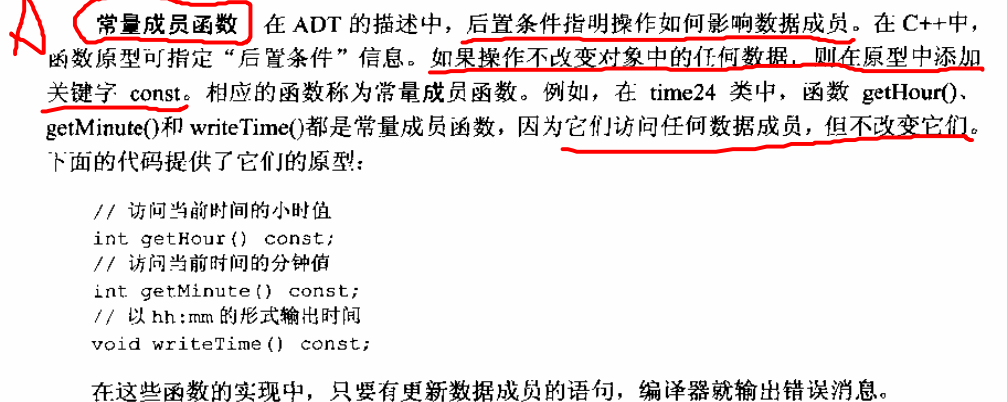 常量成员函数 在 ADT 的描述中，后置条件指明操作如何影响数据成员。在 C++中，
函数原型可指定“后置条件”信息。如果操作不改变对象中的任何数据，则在原型中添加
关键字 const。相应的函数称为常量成员函数。例如，在 time24 类中，函数 getHour()、
getMinute()和 writeTime()都是常量成员函数，因为它们访问任何数据成员，但不改变它们。
下面的代码提供了它们的原型：
// 访问当前时间的小时值
int getHour() const;
// 访问当前时间的分钟值
int getMinute() const;
// 以 hh:mm 的形式输出时间
void writeTime() const;
在这些函数的实现中，只要有更新数据成员的语句，编译器就输出错误消息。